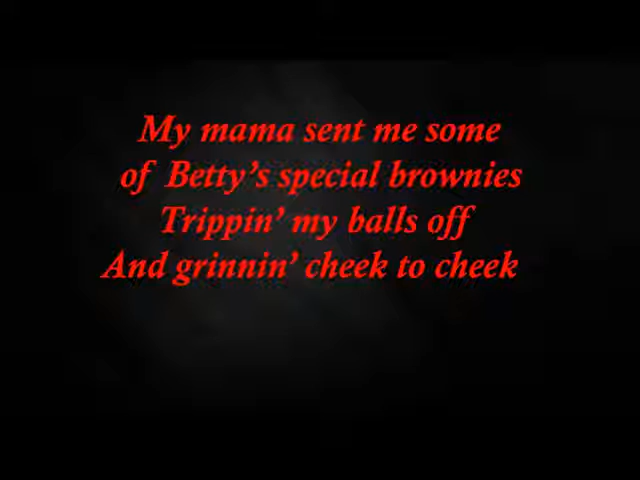 My mama sent me some
of Betty's special brownies
Trippin' my balls off
And grinnin' cheek to cheek